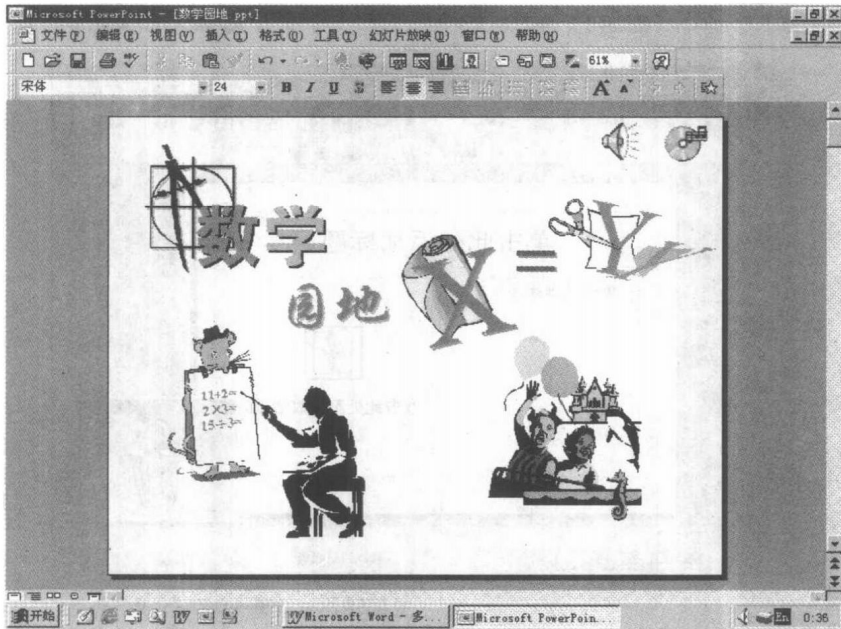 Microsoft PowerPoint - [数学园地.ppt]
文件(F) 编辑(E) 视图(V) 插入(I) 格式(O) 工具(T) 幻灯片放映(D) 窗口(W) 帮助(H)
61%
宋体 24 B I U S A A
数学
园地
X = Y
11+2=
2×3=
15÷3=
开始 Microsoft Word - 多... Microsoft PowerPoin... En 0:36